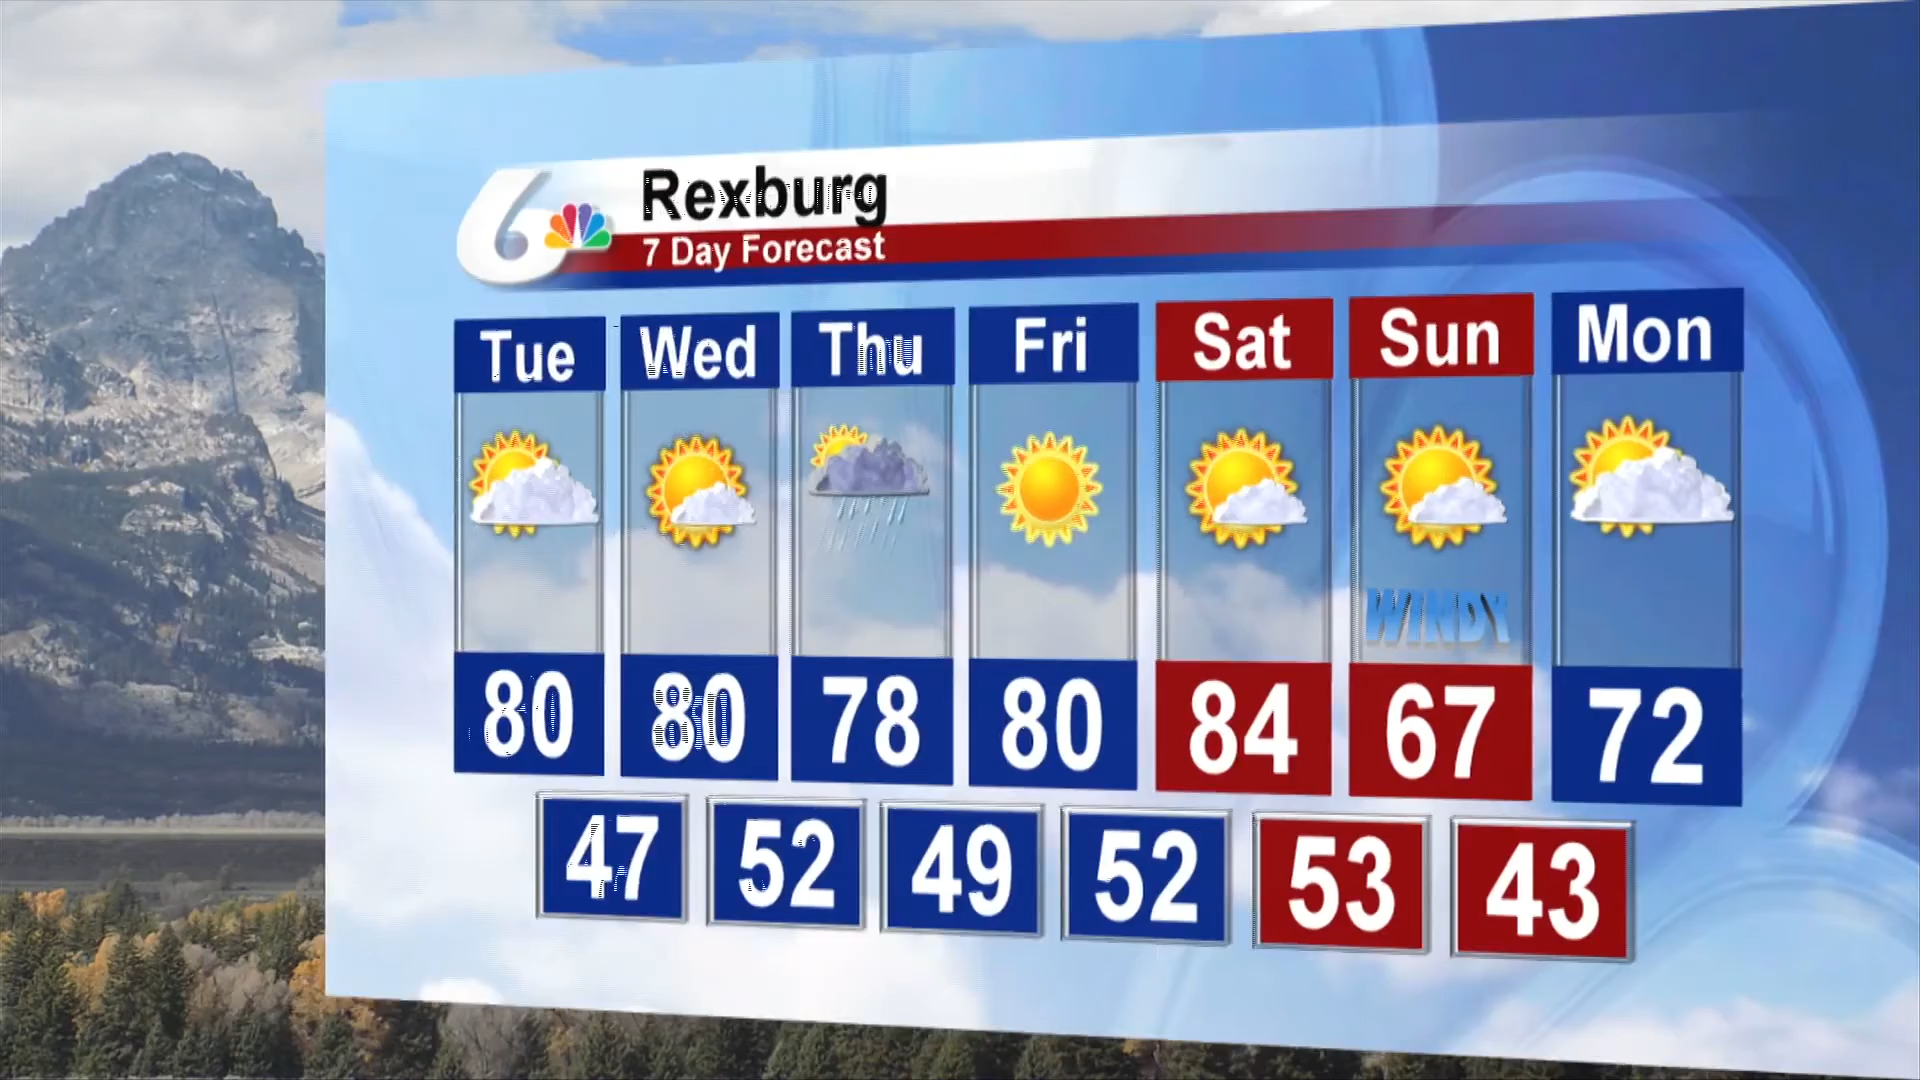 6
Rexburg
7 Day Forecast
Tue Wed Thu Fri Sat Sun Mon
WINDY
80 80 78 80 84 67 72
47 52 49 52 53 43